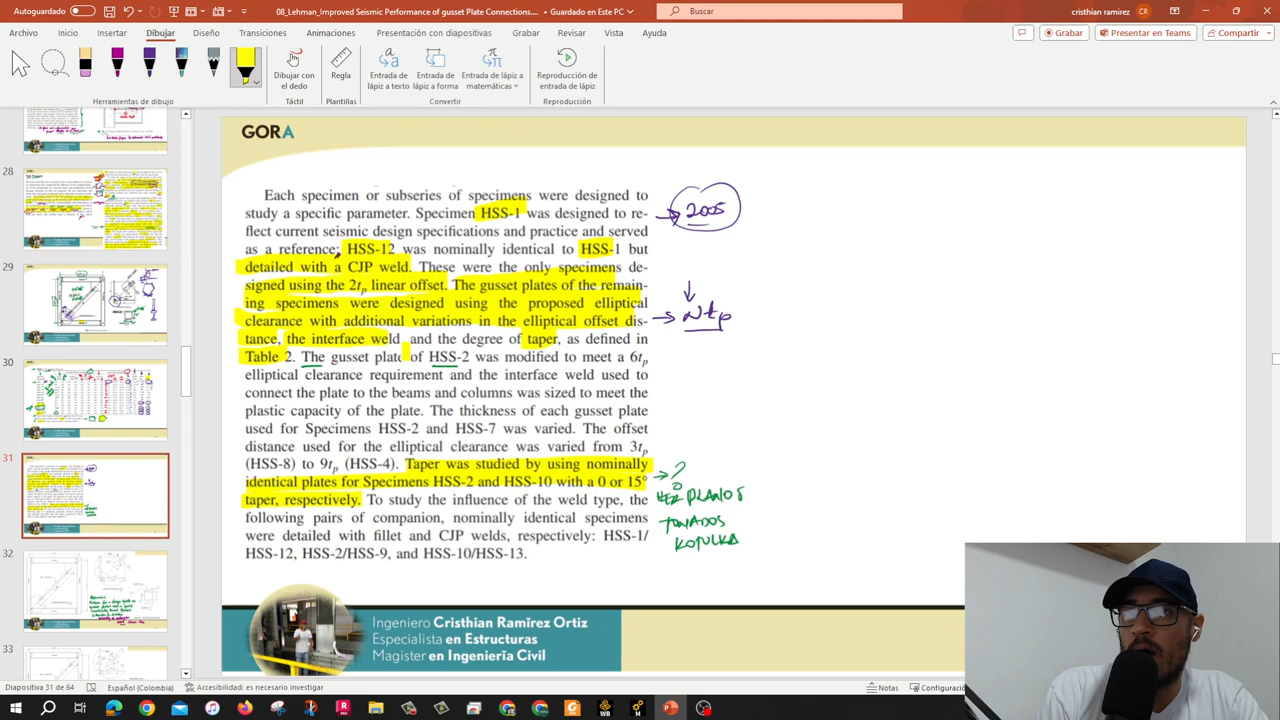 Autoguardado
08_Lehman_Improved Seismic Performance of gusset Plate Connections.... • Guardado en Este PC
Buscar
cristhian ramirez
Archivo Inicio Insertar Dibujar Diseño Transiciones Animaciones Presentación con diapositivas Grabar Revisar Vista Ayuda
Grabar Presentar en Teams Compartir
Dibujar con el dedo
Regla
Entrada de lápiz a texto
Entrada de lápiz a forma
Entrada de lápiz a matemáticas
Reproducción de entrada de lápiz
Herramientas de dibujo Táctil Plantillas Convertir Reproducción
28
29
30
31
32
33
GORA
Each specimen or subseries of specimens were designed to
study a specific parameter. Specimen HSS-1 was designed to re-
flect current seismic design specifications and practice and served
as a reference; HSS-12 was nominally identical to HSS-1 but
detailed with a CJP weld. These were the only specimens de-
signed using the 2tp linear offset. The gusset plates of the remain-
ing specimens were designed using the proposed elliptical
clearance with additional variations in the elliptical offset dis-
tance, the interface weld and the degree of taper, as defined in
Table 2. The gusset plate of HSS-2 was modified to meet a 6tp
elliptical clearance requirement and the interface weld used to
connect the plate to the beams and columns was sized to meet the
plastic capacity of the plate. The thickness of each gusset plate
used for Specimens HSS-2 and HSS-7 was varied. The offset
distance used for the elliptical clearance was varied from 3tp
(HSS-8) to 9tp (HSS-4). Taper was studied by using nominally
identical plates for Specimens HSS-2 and HSS-10 with a 0 or 15°
taper, respectively. To study the influence of the weld type, the
following pairs of companion, nominally identical specimens
were detailed with fillet and CJP welds, respectively: HSS-1/
HSS-12, HSS-2/HSS-9, and HSS-10/HSS-13.
→ 2005
→ Ntp
→ ?
PLANOS
Ingeniero Cristhian Ramírez Ortiz
Especialista en Estructuras
Magister en Ingeniería Civil
Diapositiva 31 de 64
Español (Colombia)
Accesibilidad: es necesario investigar
Notas